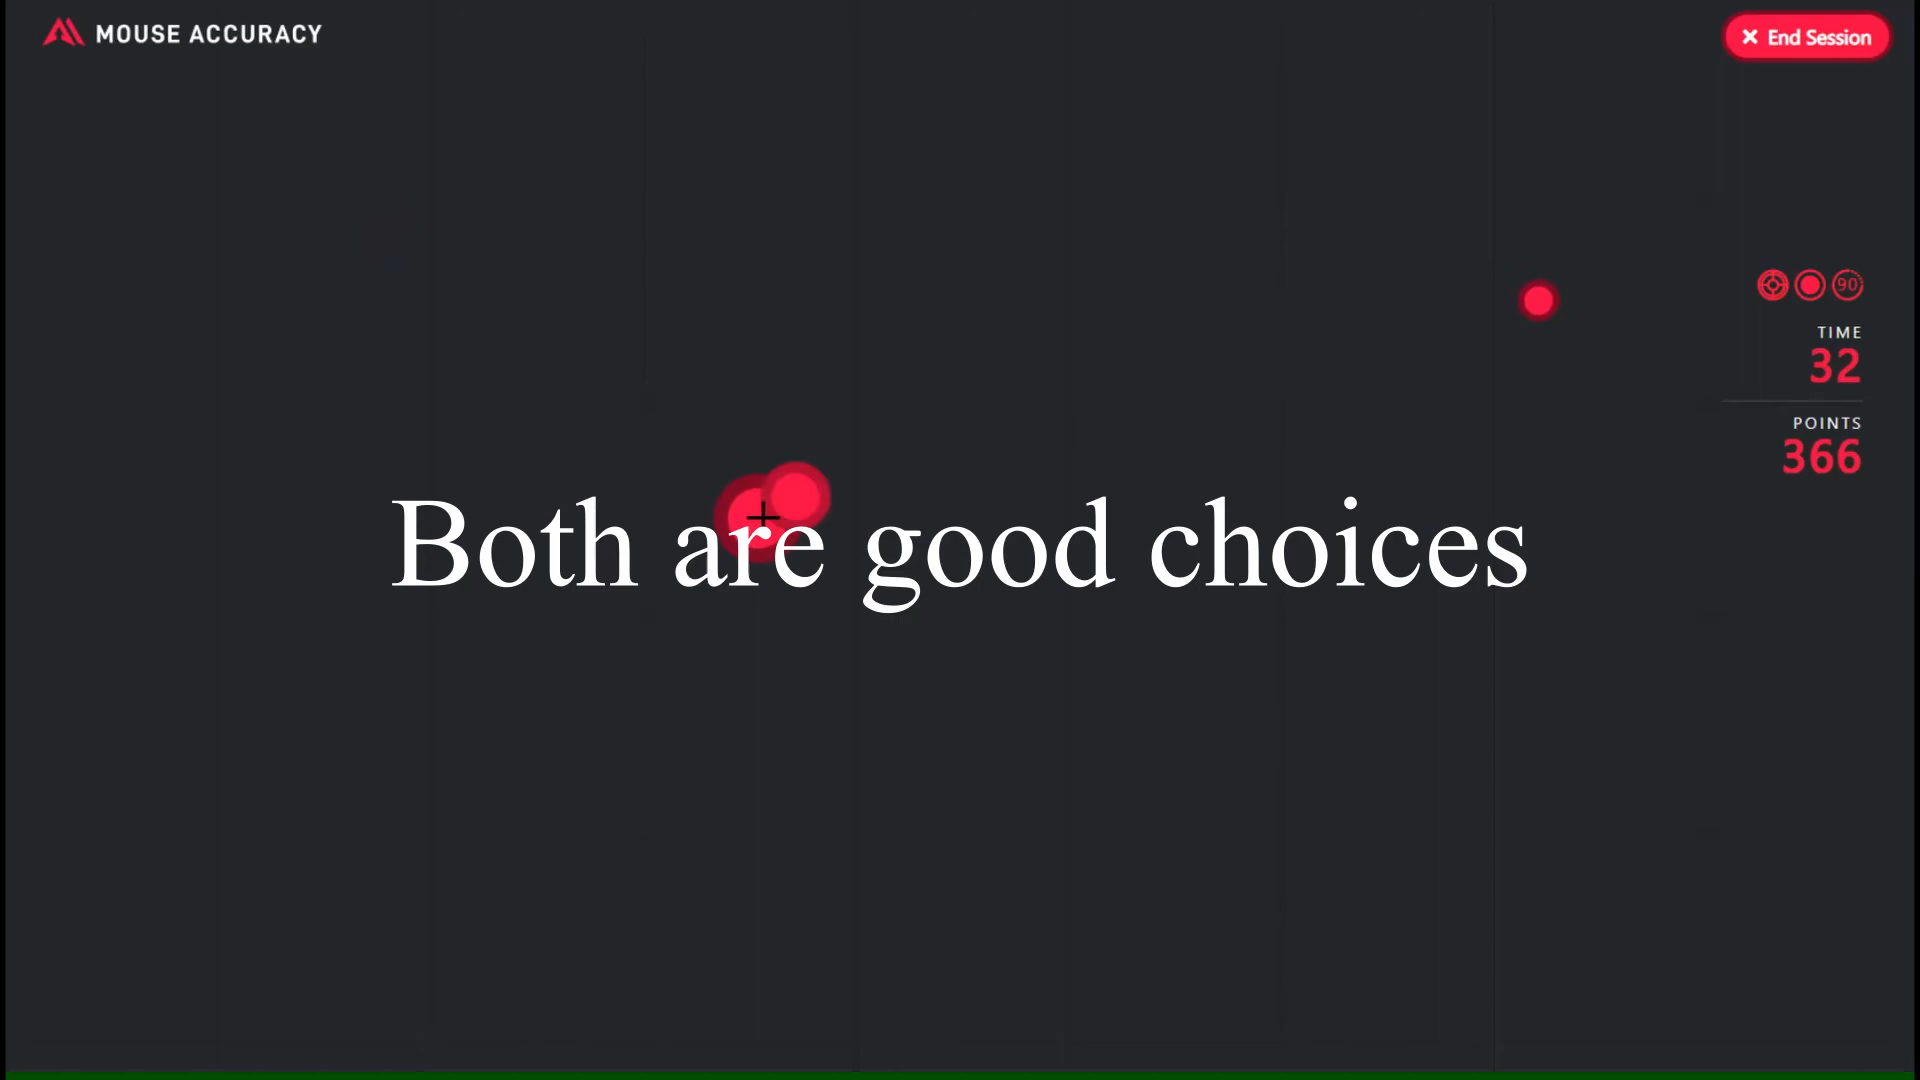 MOUSE ACCURACY
End Session
90
TIME
32
POINTS
366
Both are good choices